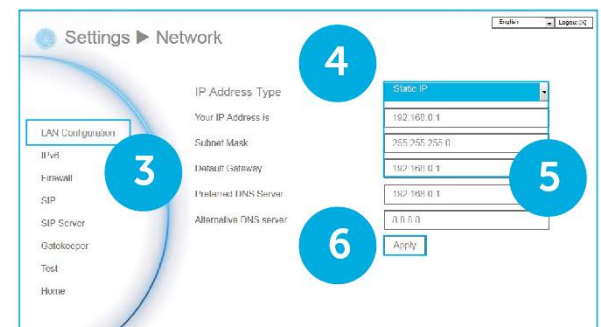 English Logout [X]
Settings ▶ Network
4
IP Address Type Static IP
Your IP Address is 192.168.0.1
LAN Configuration
Subnet Mask 255.255.255.0
IPv6
3
Default Gateway 192.168.0.1
5
Firewall
Preferred DNS Server 192.168.0.1
SIP
Alternative DNS server 8.8.8.8
SIP Server
6
Apply
Gatekeeper
Test
Home